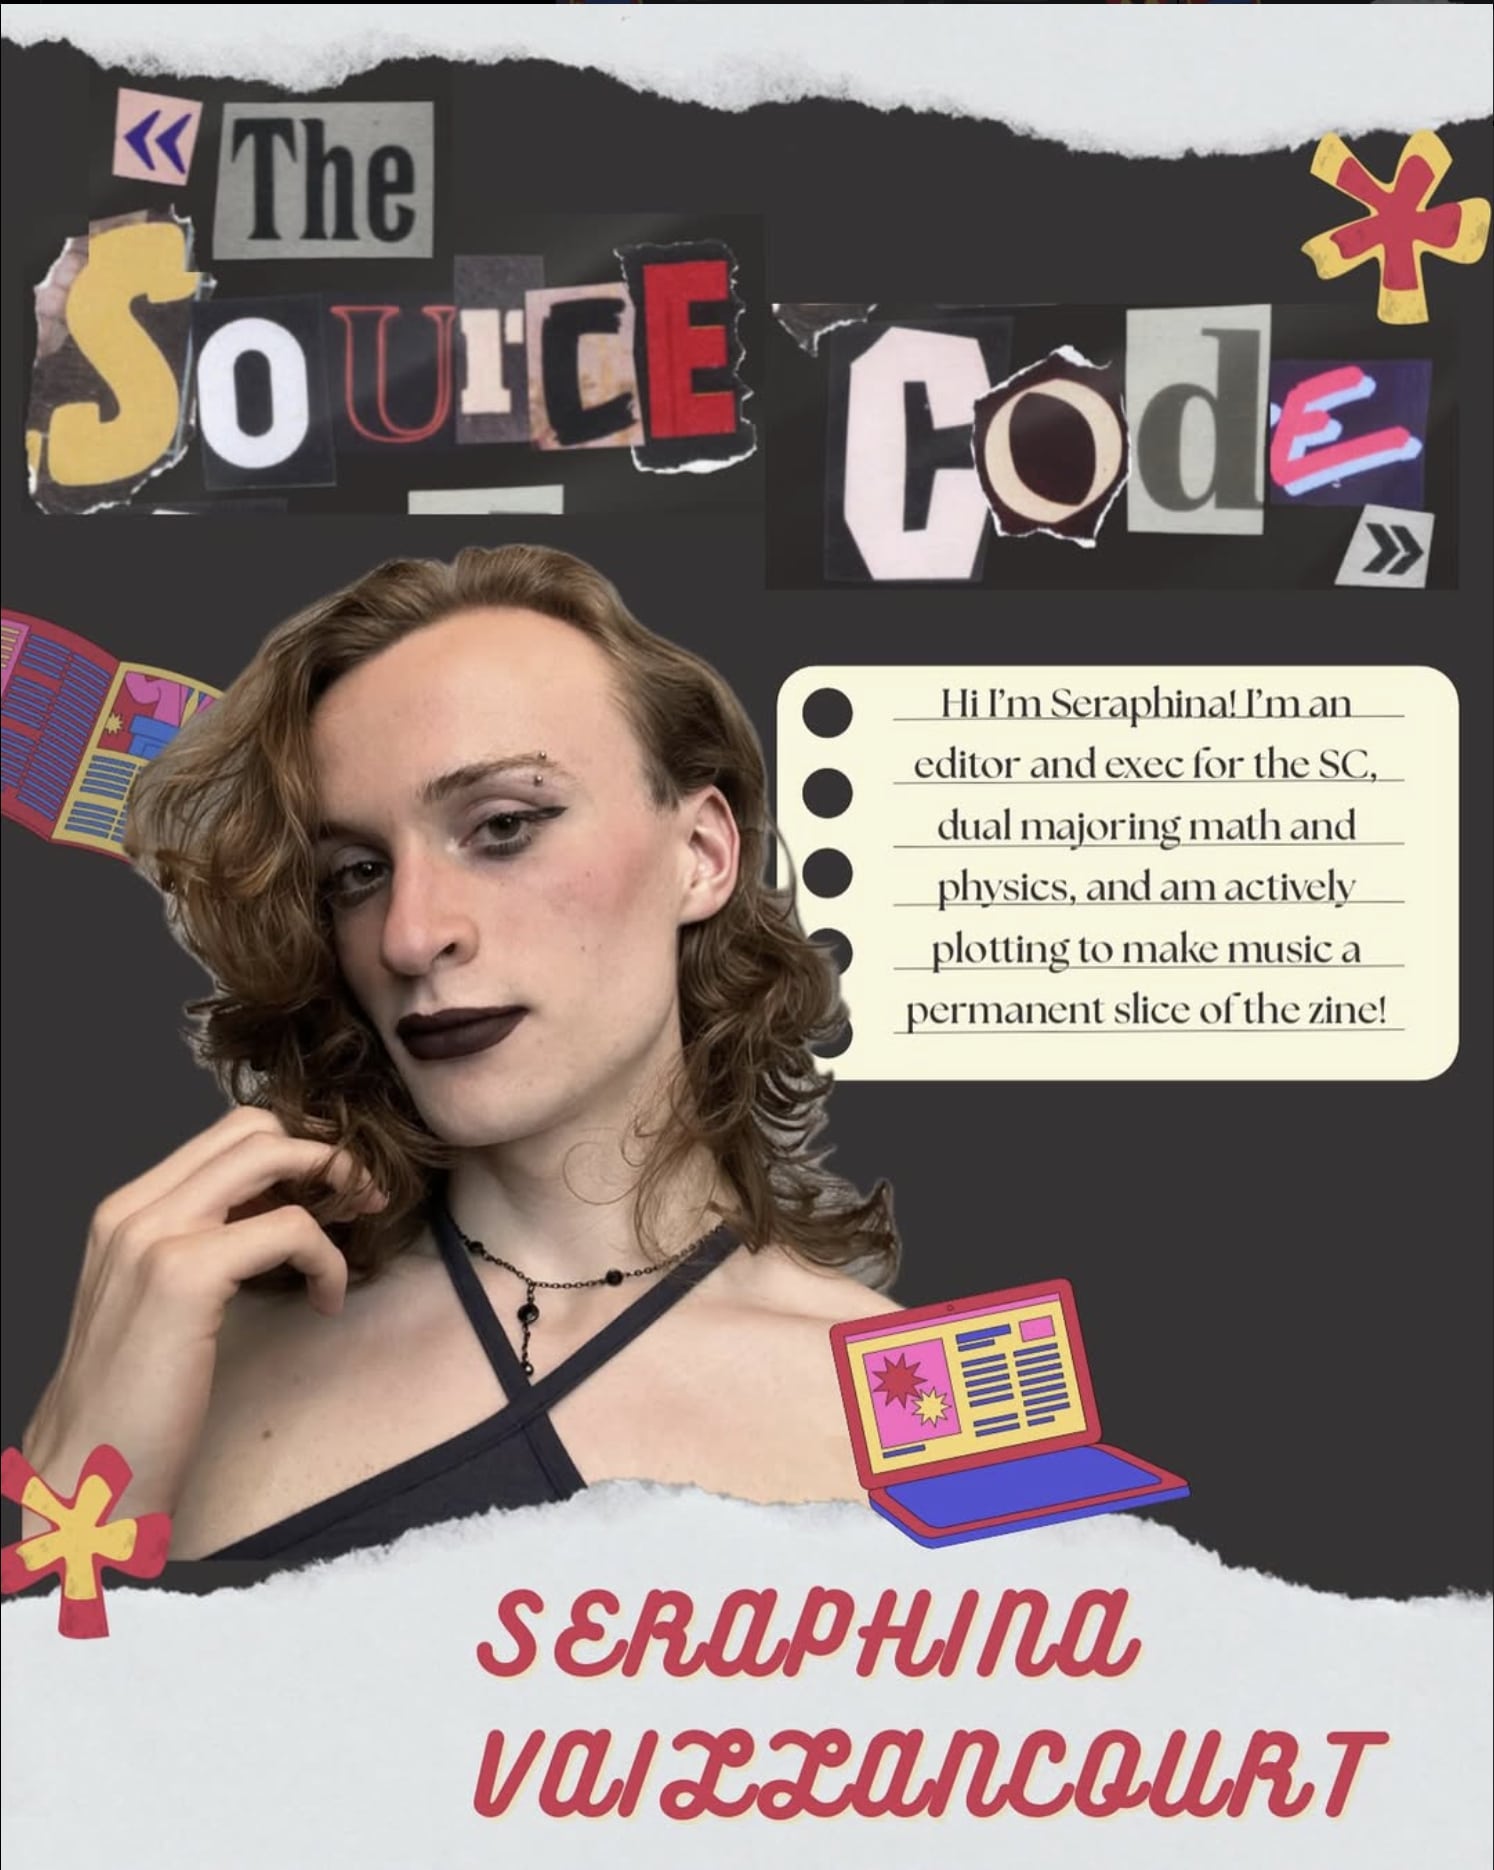 «
The
SOUrCE
COdE
»
Hi I'm Seraphina! I'm an
editor and exec for the SC,
dual majoring math and
physics, and am actively
plotting to make music a
permanent slice of the zine!
SERAPHINA
VAILLANCOURT